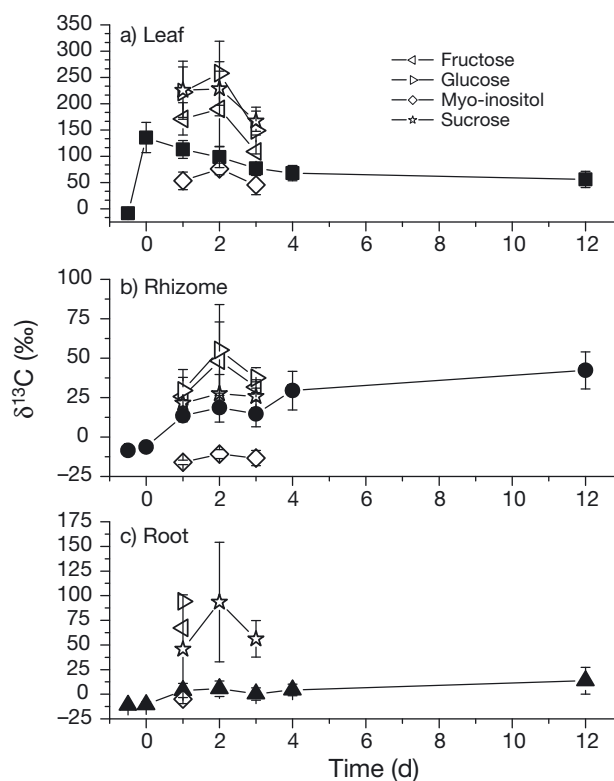 350
a) Leaf
300
250
200
150
100
50
0
Fructose
Glucose
Myo-inositol
Sucrose
0 2 4 6 8 10 12
100
b) Rhizome
75
50
25
0
−25
δ13C (‰)
0 2 4 6 8 10 12
175
c) Root
150
125
100
75
50
25
0
−25
0 2 4 6 8 10 12
Time (d)